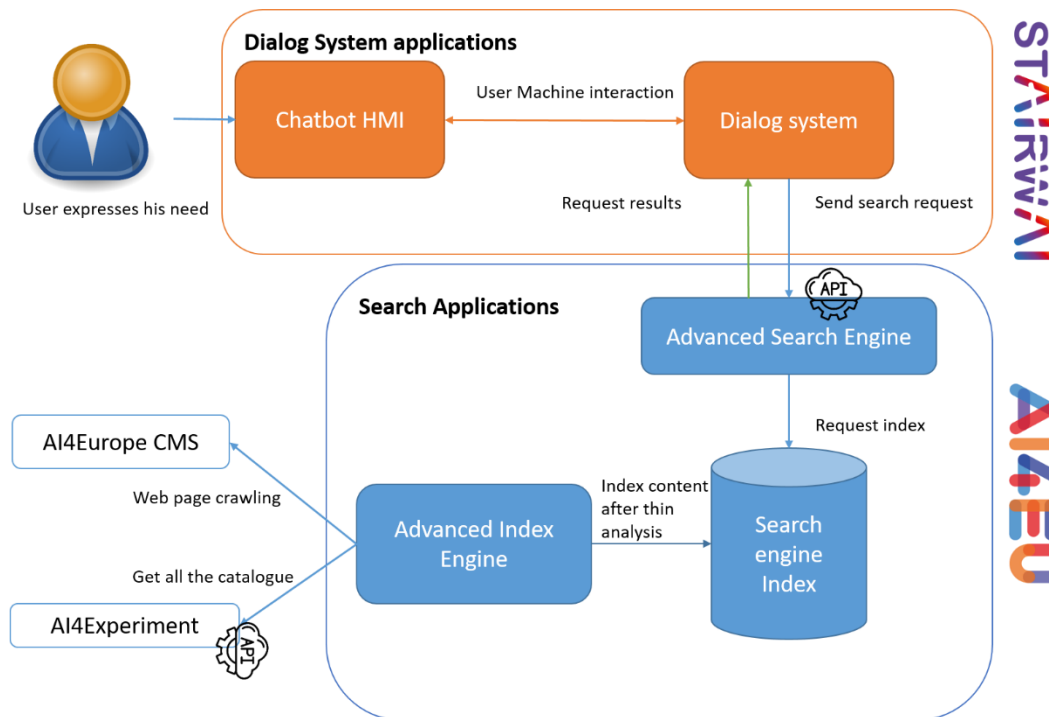 Dialog System applications
Chatbot HMI
User Machine interaction
Dialog system
User expresses his need
Request results
Send search request
STAIRWAI
Search Applications
API
Advanced Search Engine
AI4Europe CMS
Request index
Web page crawling
Index content
after thin
analysis
Advanced Index
Engine
Search
engine
Index
Get all the catalogue
AI4Experiment
API
AI4EU